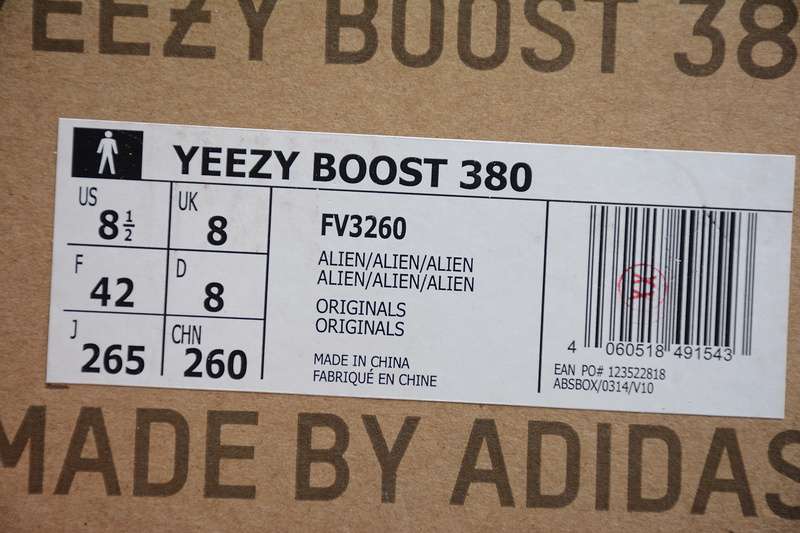 YEEZY BOOST 38
YEEZY BOOST 380
US 8 1/2 UK 8
F 42 D 8
J 265 CHN 260
FV3260
ALIEN/ALIEN/ALIEN
ALIEN/ALIEN/ALIEN
ORIGINALS
ORIGINALS
MADE IN CHINA
FABRIQUÉ EN CHINE
XX
4 060518 491543
EAN PO# 123522818
ABSBOX/0314/V10
MADE BY ADIDAS